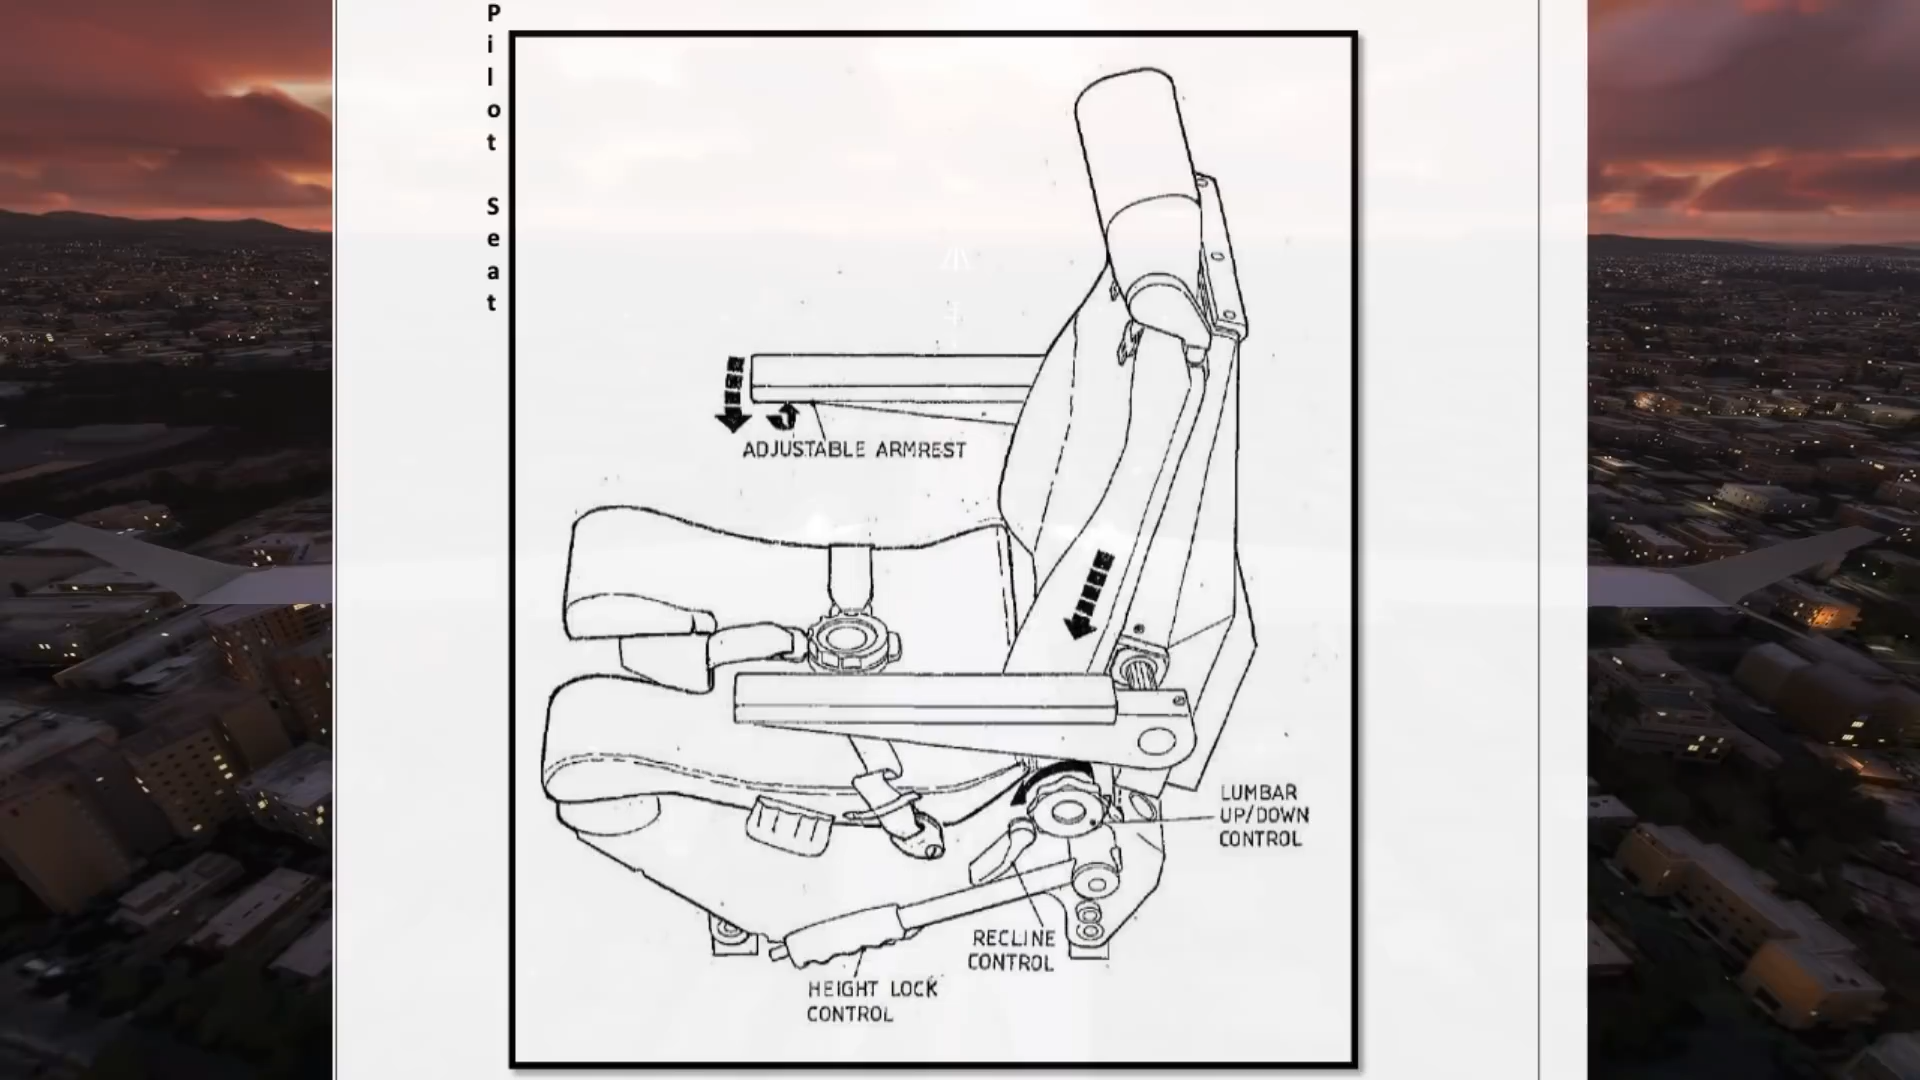 Pilot Seat
ADJUSTABLE ARMREST
LUMBAR
UP/DOWN
CONTROL
RECLINE
CONTROL
HEIGHT LOCK
CONTROL